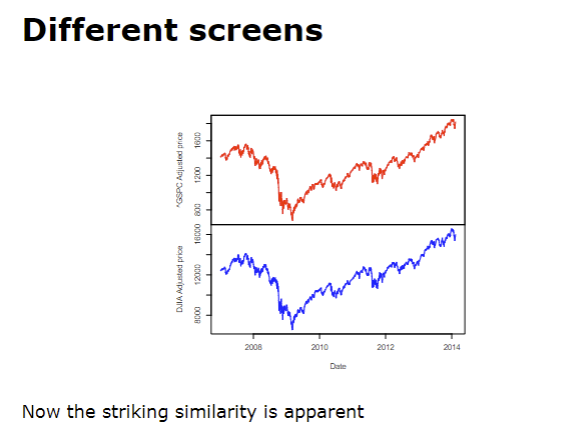 Different screens
^GSPC Adjusted price
800
1200
1600
DJIA Adjusted price
8000
12000
16000
2008
2010
2012
2014
Date
Now the striking similarity is apparent